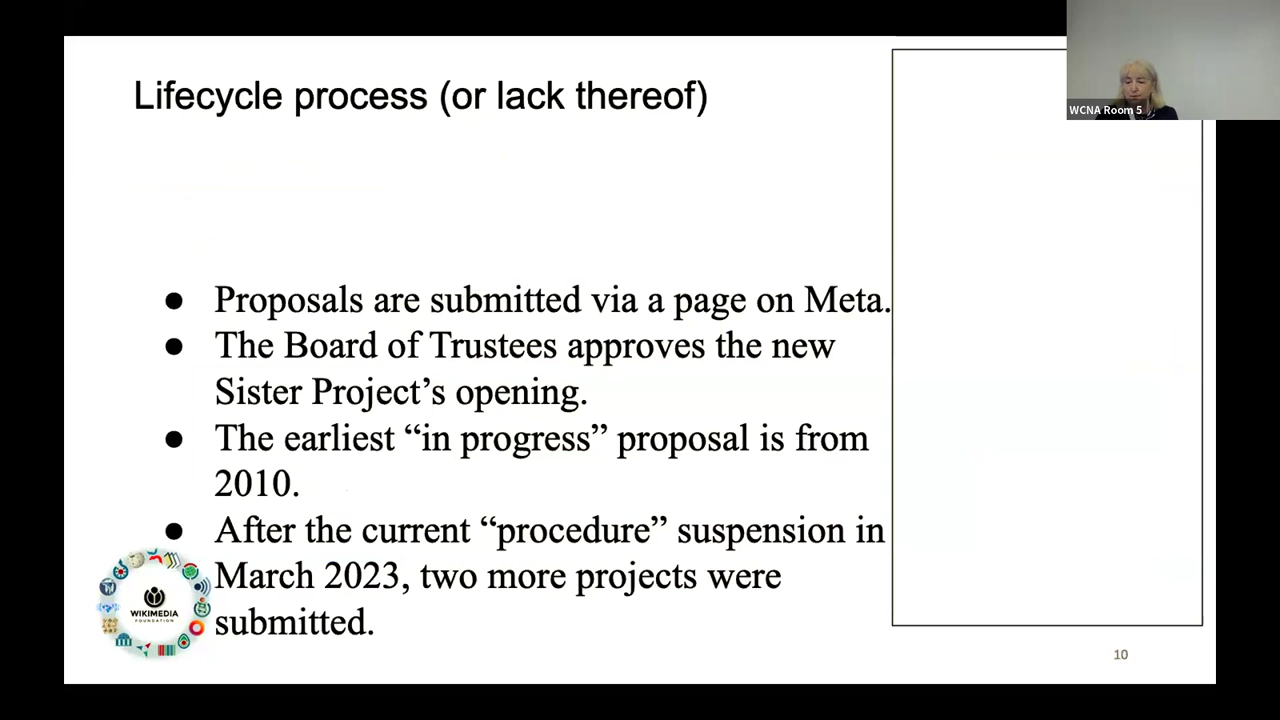 Lifecycle process (or lack thereof)
WCNA Room 5
● Proposals are submitted via a page on Meta.
● The Board of Trustees approves the new
Sister Project’s opening.
● The earliest “in progress” proposal is from
2010.
● After the current “procedure” suspension in
March 2023, two more projects were
submitted.
WIKIMEDIA
FOUNDATION
10